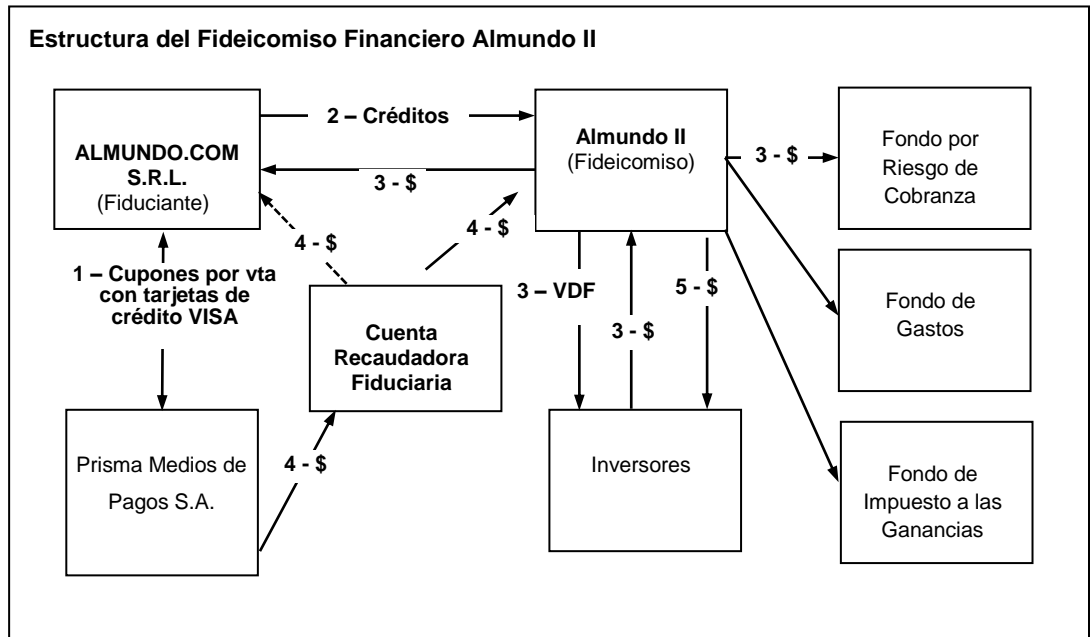 Estructura del Fideicomiso Financiero Almundo II
ALMUNDO.COM
S.R.L.
(Fiduciante)
2 – Créditos
3 - $
Almundo II
(Fideicomiso)
3 - $
Fondo por
Riesgo de
Cobranza
4 - $
4 - $
1 – Cupones por vta
con tarjetas de
crédito VISA
Cuenta
Recaudadora
Fiduciaria
3 – VDF
3 - $
5 - $
Fondo de
Gastos
Prisma Medios de
Pagos S.A.
4 - $
Inversores
Fondo de
Impuesto a las
Ganancias